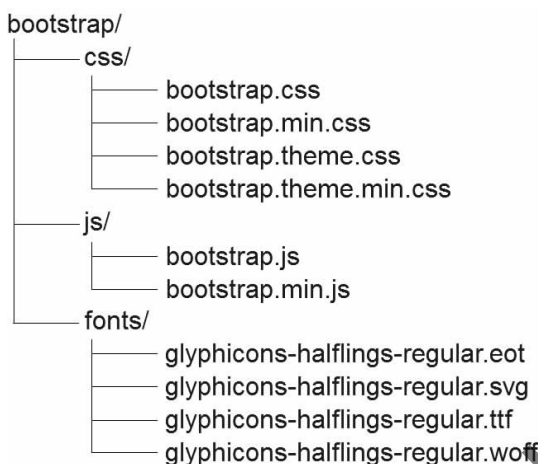 bootstrap/
css/
bootstrap.css
bootstrap.min.css
bootstrap.theme.css
bootstrap.theme.min.css
js/
bootstrap.js
bootstrap.min.js
fonts/
glyphicons-halflings-regular.eot
glyphicons-halflings-regular.svg
glyphicons-halflings-regular.ttf
glyphicons-halflings-regular.woff